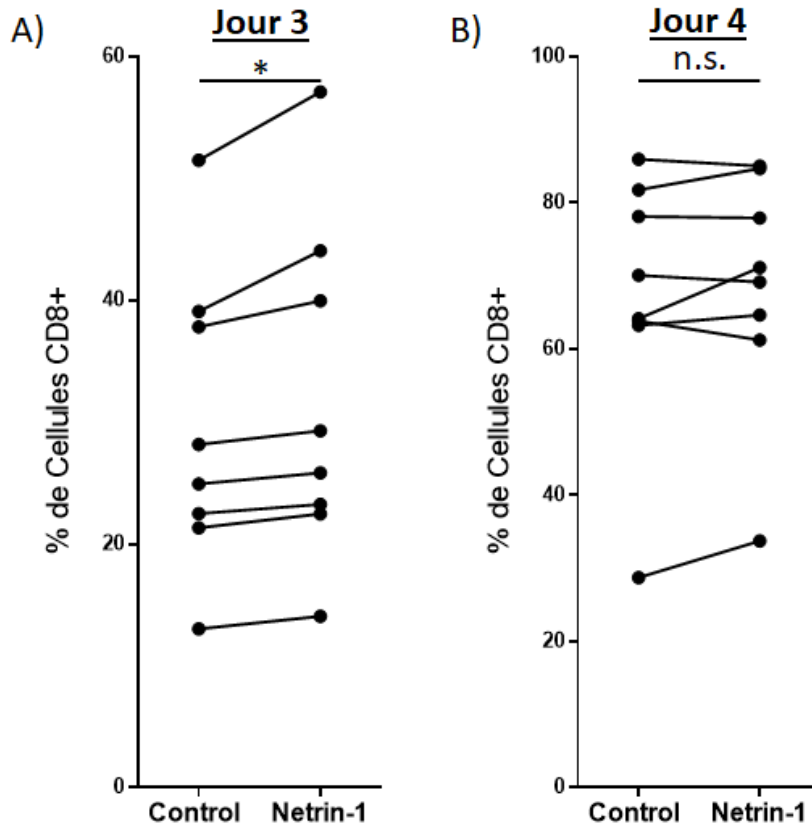 A)
Jour 3
*
60
40
20
0
% de Cellules CD8+
Control Netrin-1
B)
Jour 4
n.s.
100
80
60
40
20
0
% de Cellules CD8+
Control Netrin-1